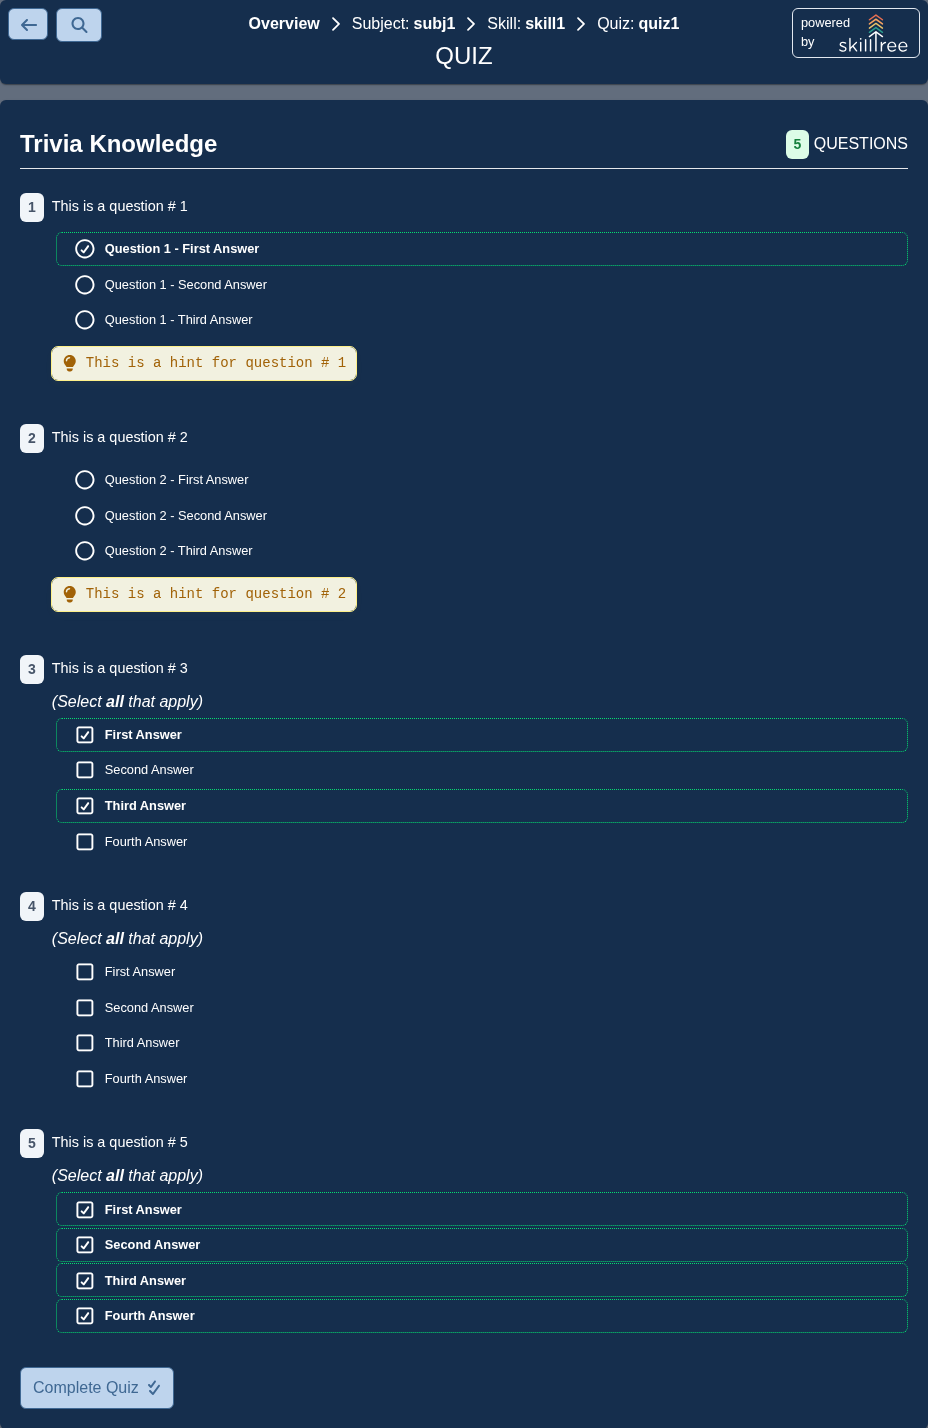 Overview > Subject: subj1 > Skill: skill1 > Quiz: quiz1
QUIZ
powered by skilltree
Trivia Knowledge
5 QUESTIONS
1 This is a question # 1
Question 1 - First Answer
Question 1 - Second Answer
Question 1 - Third Answer
This is a hint for question # 1
2 This is a question # 2
Question 2 - First Answer
Question 2 - Second Answer
Question 2 - Third Answer
This is a hint for question # 2
3 This is a question # 3
(Select all that apply)
First Answer
Second Answer
Third Answer
Fourth Answer
4 This is a question # 4
(Select all that apply)
First Answer
Second Answer
Third Answer
Fourth Answer
5 This is a question # 5
(Select all that apply)
First Answer
Second Answer
Third Answer
Fourth Answer
Complete Quiz